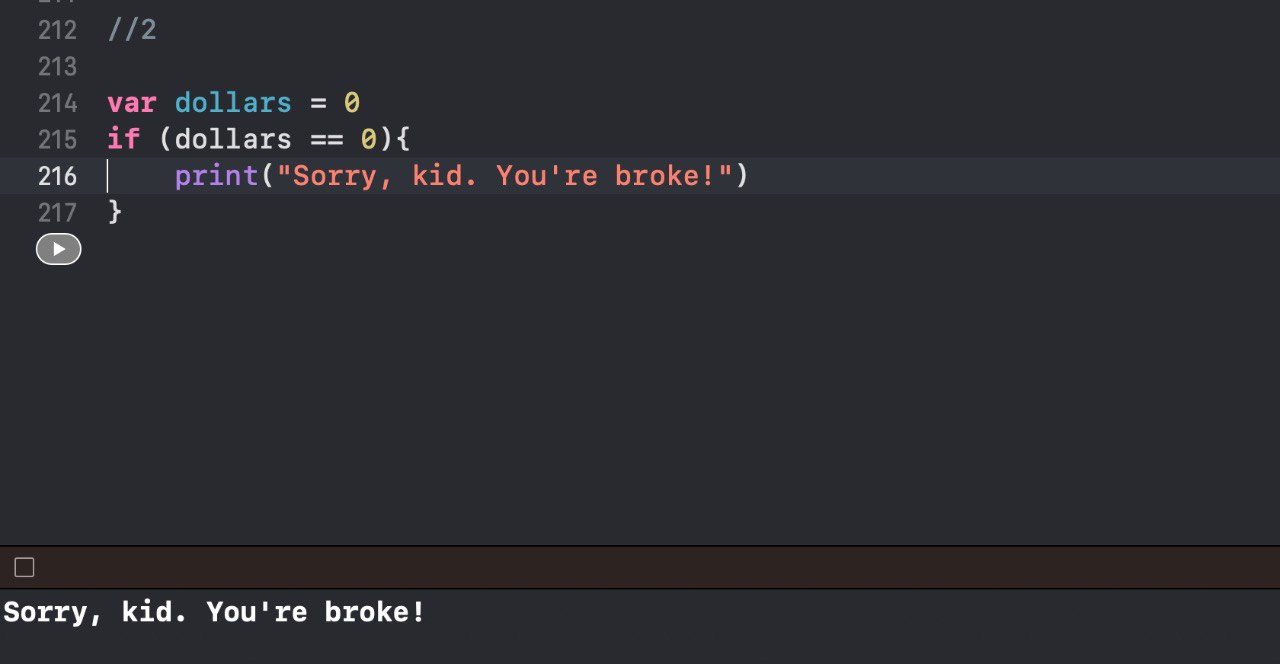 212 //2
213
214 var dollars = 0
215 if (dollars == 0){
216     print("Sorry, kid. You're broke!")
217 }
Sorry, kid. You're broke!